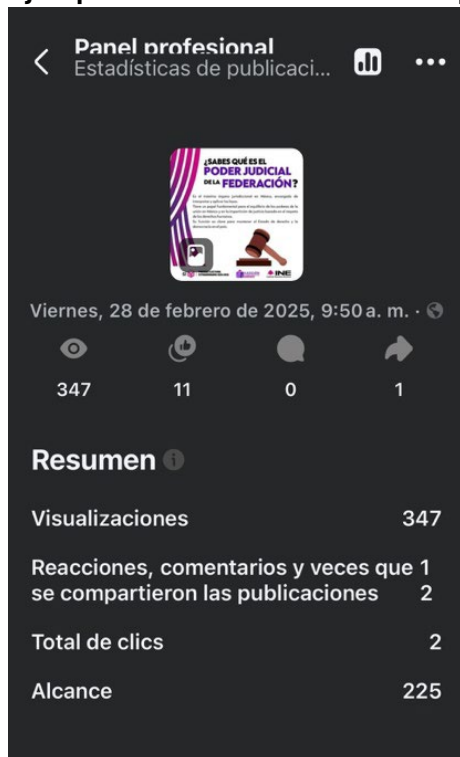 Panel profesional
Estadísticas de publicaci...
¿SABES QUÉ ES EL
PODER JUDICIAL
DE LA FEDERACIÓN?
INE
Viernes, 28 de febrero de 2025, 9:50 a. m. ·
347 11 0 1
Resumen
Visualizaciones 347
Reacciones, comentarios y veces que 1
se compartieron las publicaciones 2
Total de clics 2
Alcance 225